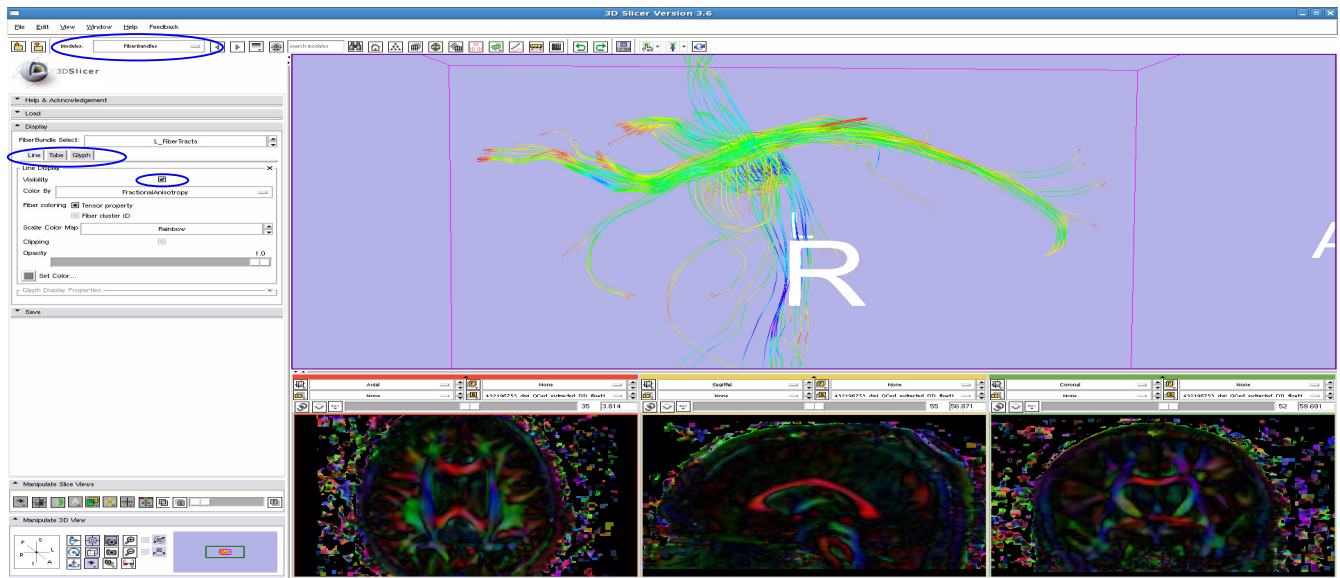 3D Slicer Version 3.6
File Edit View Window Help Feedback
Modules: FiberBundles search modules
3DSlicer
Help & Acknowledgement
Load
Display
FiberBundle Select: L_FiberTracts
Line Tube Glyph
Line Display
Visibility
Color By FractionalAnisotropy
Fiber coloring Tensor property
Fiber cluster ID
Scalar Color Map Rainbow
Clipping
Opacity 1.0
Set Color...
Glyph Display Properties
Save
R
A
Axial None Sagittal None Coronal None
None None None
35 3.814 55 56.871 52 59.691
Manipulate Slice Views
Manipulate 3D View
P S
R L
I A